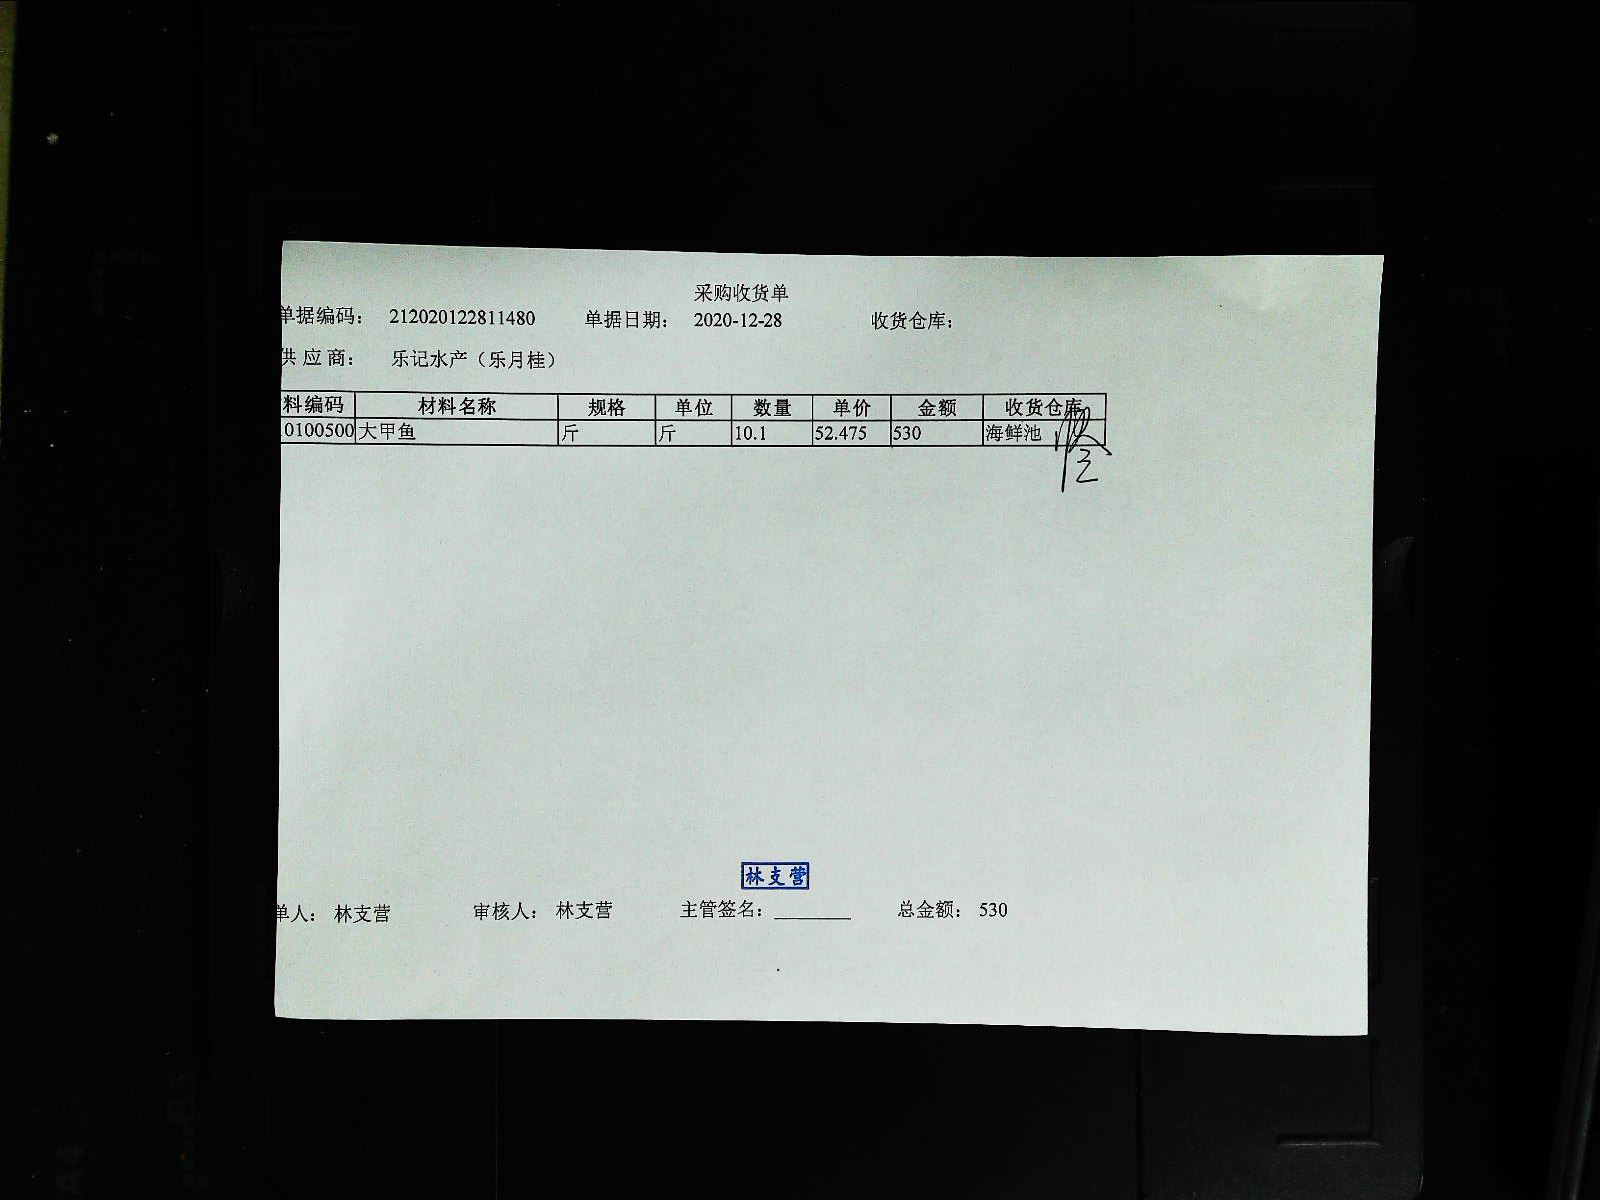 采购收货单
单据编码： 212020122811480 单据日期： 2020-12-28 收货仓库：
供应商： 乐记水产（乐月桂）
料编码 材料名称 规格 单位 数量 单价 金额 收货仓库
0100500 大甲鱼 斤 斤 10.1 52.475 530 海鲜池
林支营
单人： 林支营 审核人： 林支营 主管签名：________ 总金额： 530